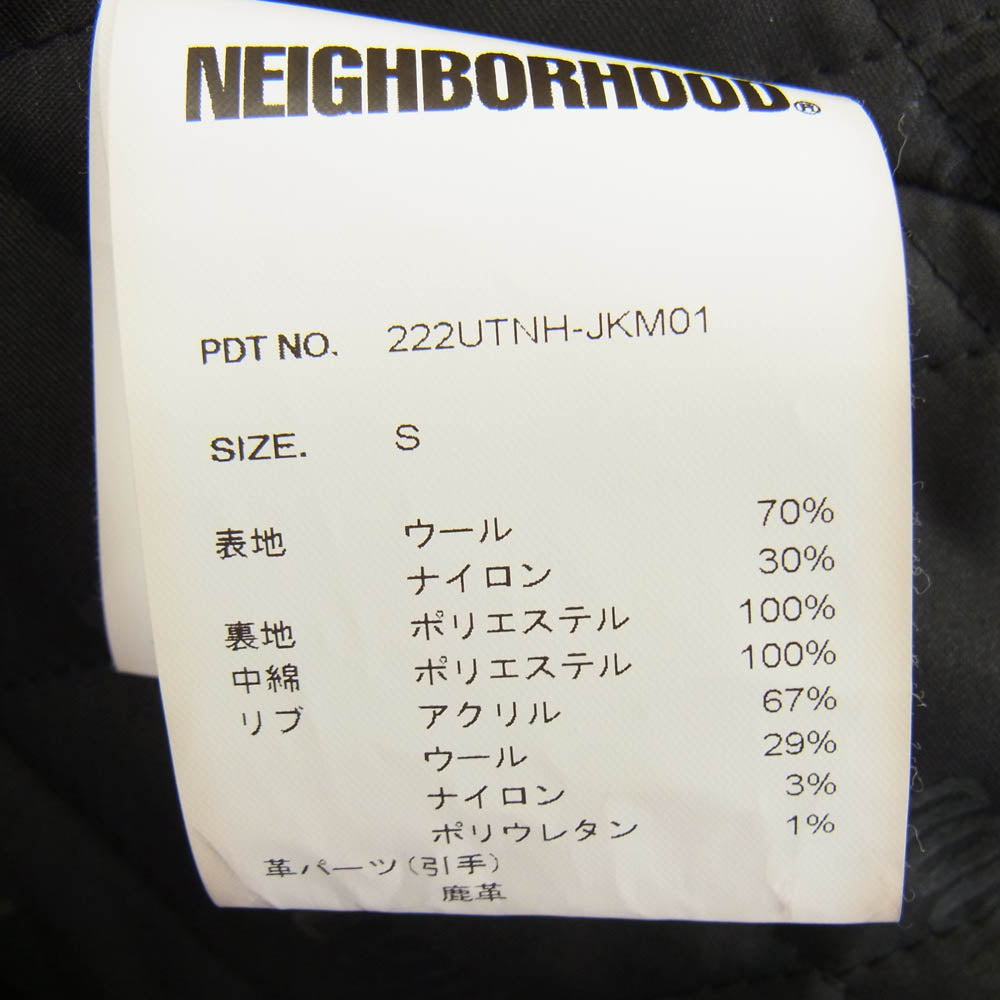 NEIGHBORHOOD®
PDT NO. 222UTNH-JKM01
SIZE. S
表地 ウール 70%
ナイロン 30%
裏地 ポリエステル 100%
中綿 ポリエステル 100%
リブ アクリル 67%
ウール 29%
ナイロン 3%
ポリウレタン 1%
革パーツ(引手)
鹿革